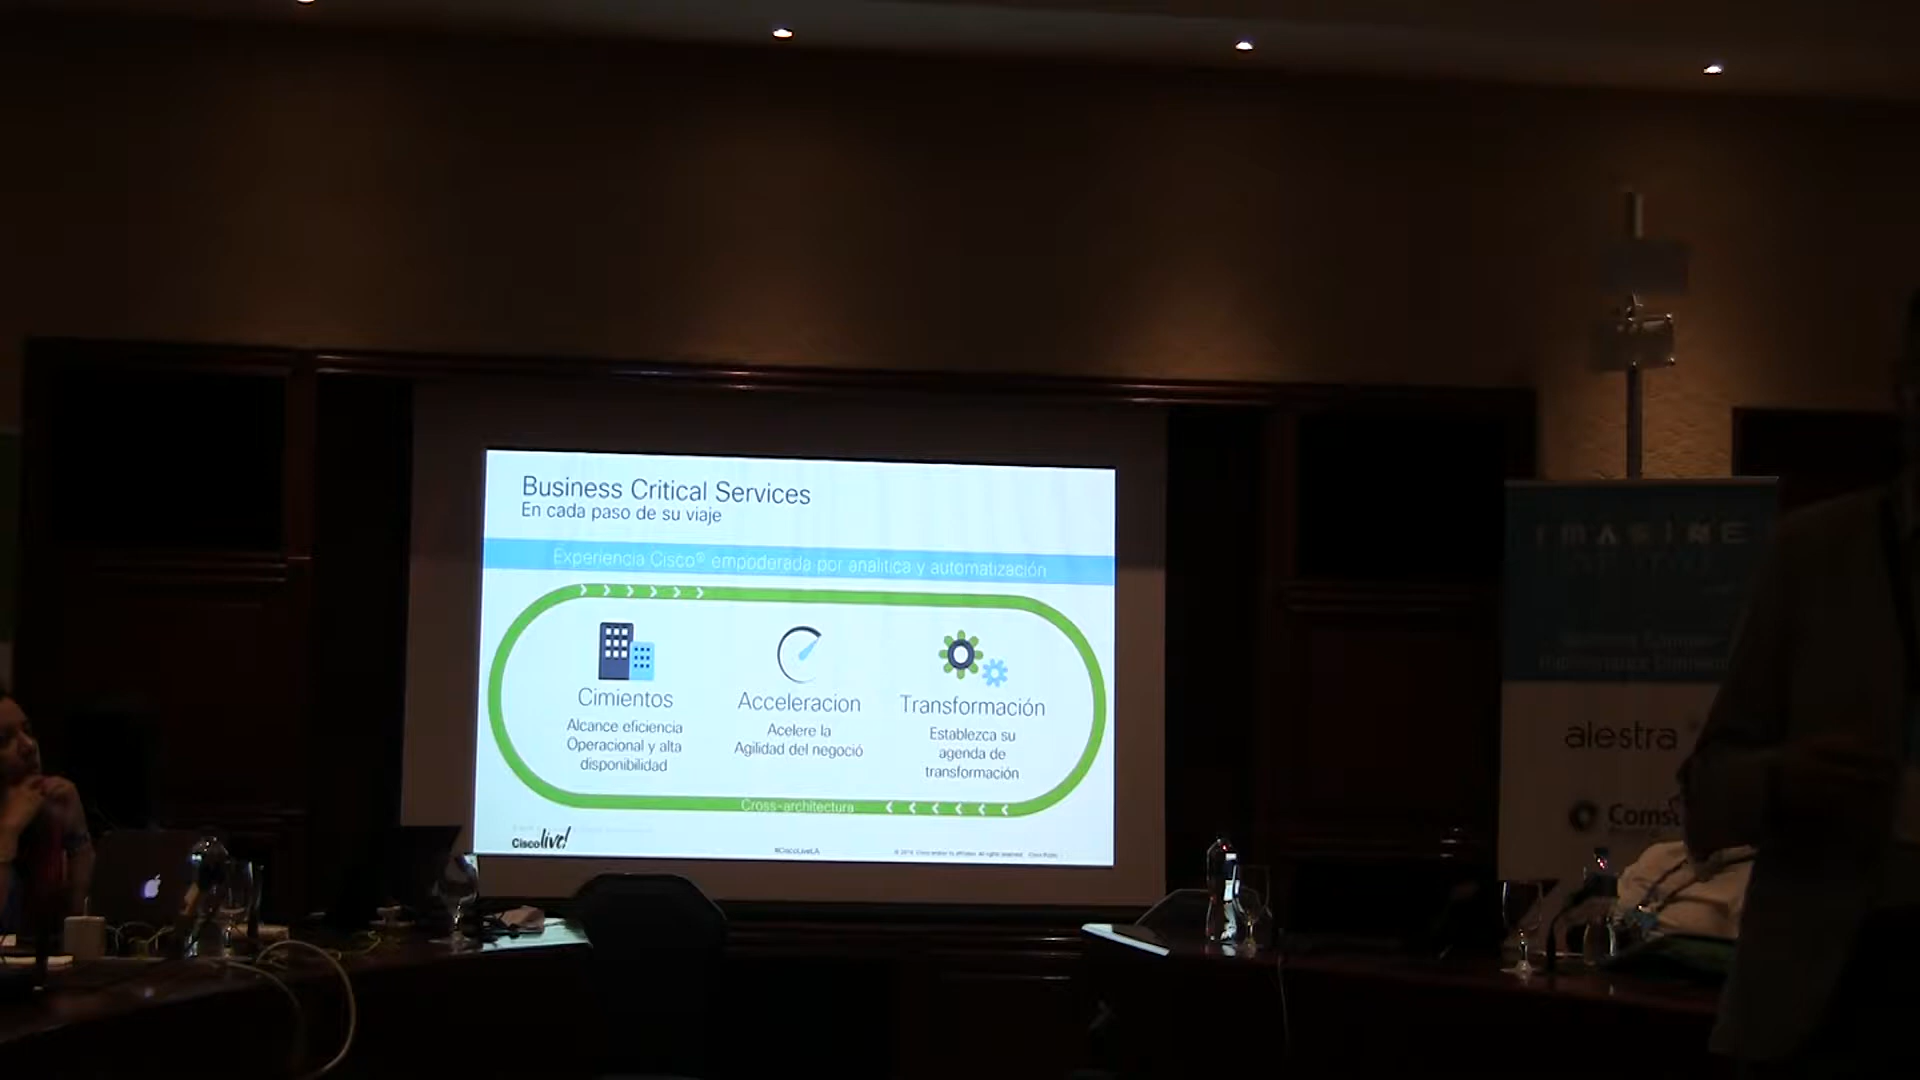 Business Critical Services
En cada paso de su viaje
Experiencia Cisco® empoderada por analítica y automatización
Cimientos
Alcance eficiencia
Operacional y alta
disponibilidad
Acceleracion
Acelere la
Agilidad del negoció
Transformación
Establezca su
agenda de
transformación
Cross-architectura
Cisco live!
#CiscoLiveLA
IMAGINE
alestra